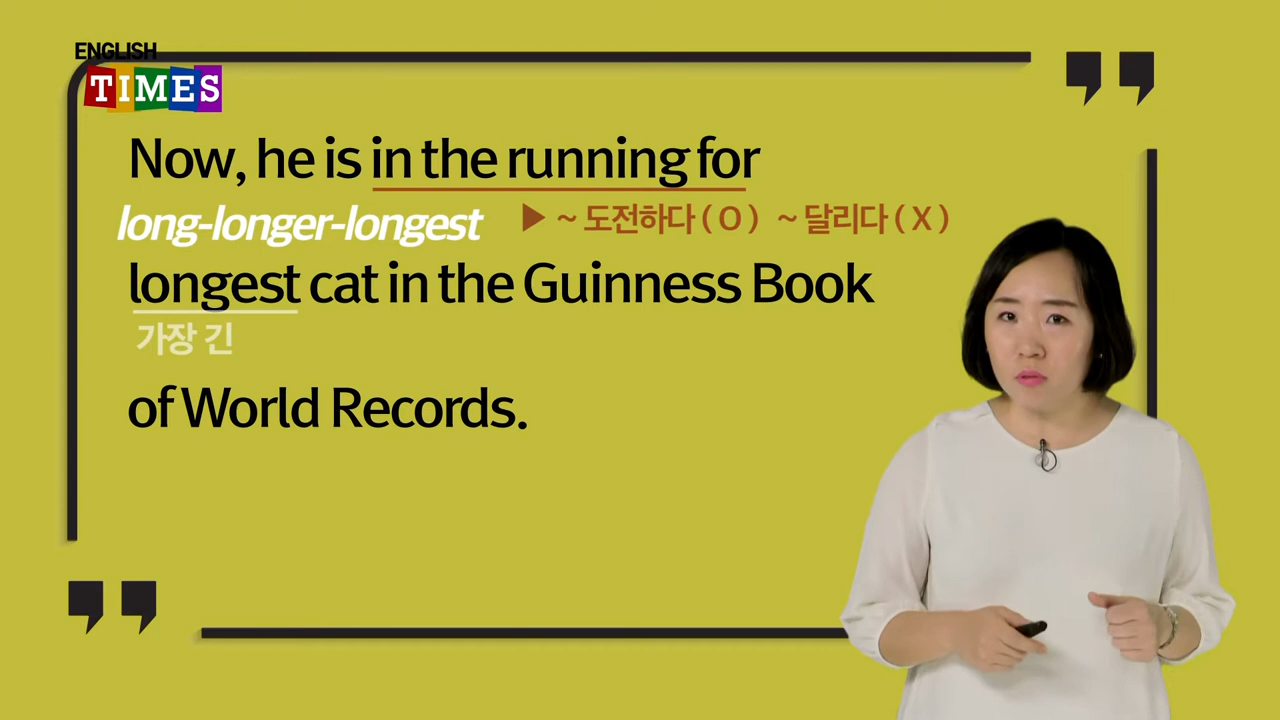 ENGLISH
TIMES
Now, he is in the running for
long-longer-longest ▶ ~ 도전하다 ( O ) ~ 달리다 ( X )
longest cat in the Guinness Book
가장 긴
of World Records.